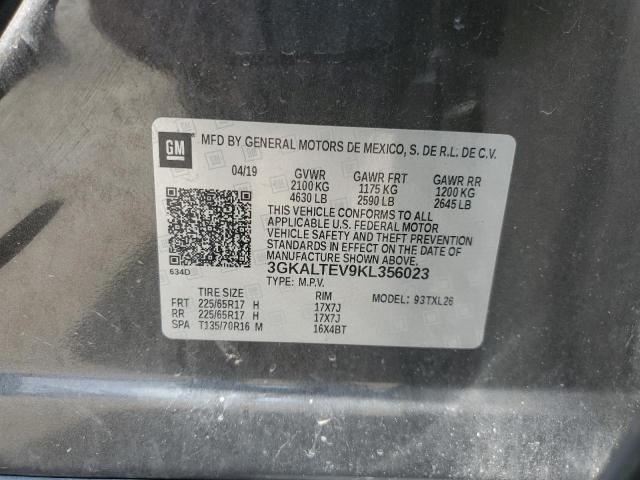 GM
MFD BY GENERAL MOTORS DE MEXICO, S. DE R.L. DE C.V.
04/19 GVWR GAWR FRT GAWR RR
2100 KG 1175 KG 1200 KG
4630 LB 2590 LB 2645 LB
THIS VEHICLE CONFORMS TO ALL
APPLICABLE U.S. FEDERAL MOTOR
VEHICLE SAFETY AND THEFT PREVENTION
STANDARDS IN EFFECT ON THE DATE OF
MANUFACTURE SHOWN ABOVE.
634D 3GKALTEV9KL356023
TYPE: M.P.V.
TIRE SIZE RIM MODEL: 93TXL26
FRT 225/65R17 H 17X7J
RR 225/65R17 H 17X7J
SPA T135/70R16 M 16X4BT